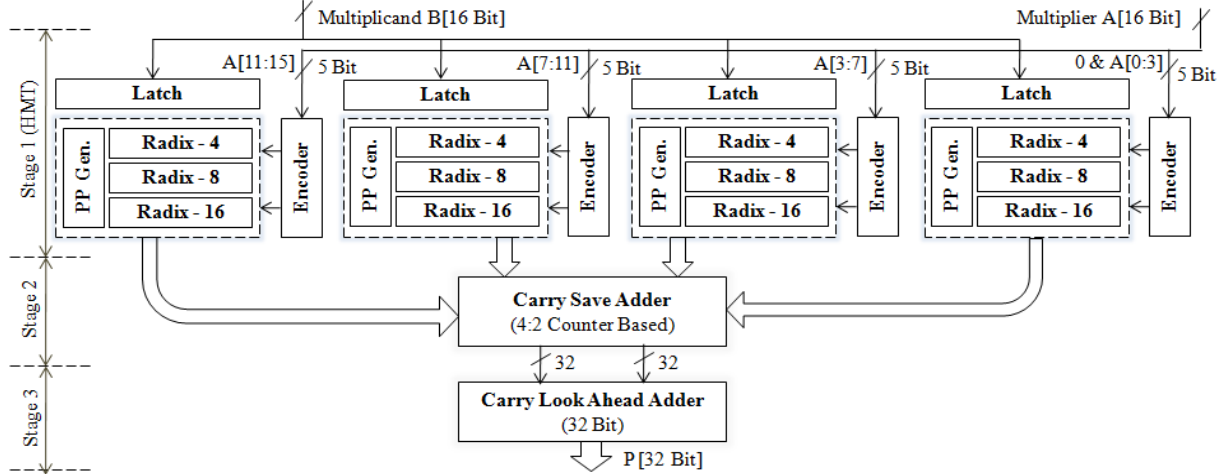 Multiplicand B[16 Bit]
Multiplier A[16 Bit]
A[11:15]
5 Bit
A[7:11]
5 Bit
A[3:7]
5 Bit
0 & A[0:3]
5 Bit
Latch
Latch
Latch
Latch
Stage 1 (HMT)
PP Gen.
Radix - 4
Radix - 8
Radix - 16
Encoder
PP Gen.
Radix - 4
Radix - 8
Radix - 16
Encoder
PP Gen.
Radix - 4
Radix - 8
Radix - 16
Encoder
PP Gen.
Radix - 4
Radix - 8
Radix - 16
Encoder
Stage 2
Carry Save Adder
(4:2 Counter Based)
32
32
Stage 3
Carry Look Ahead Adder
(32 Bit)
P[32 Bit]